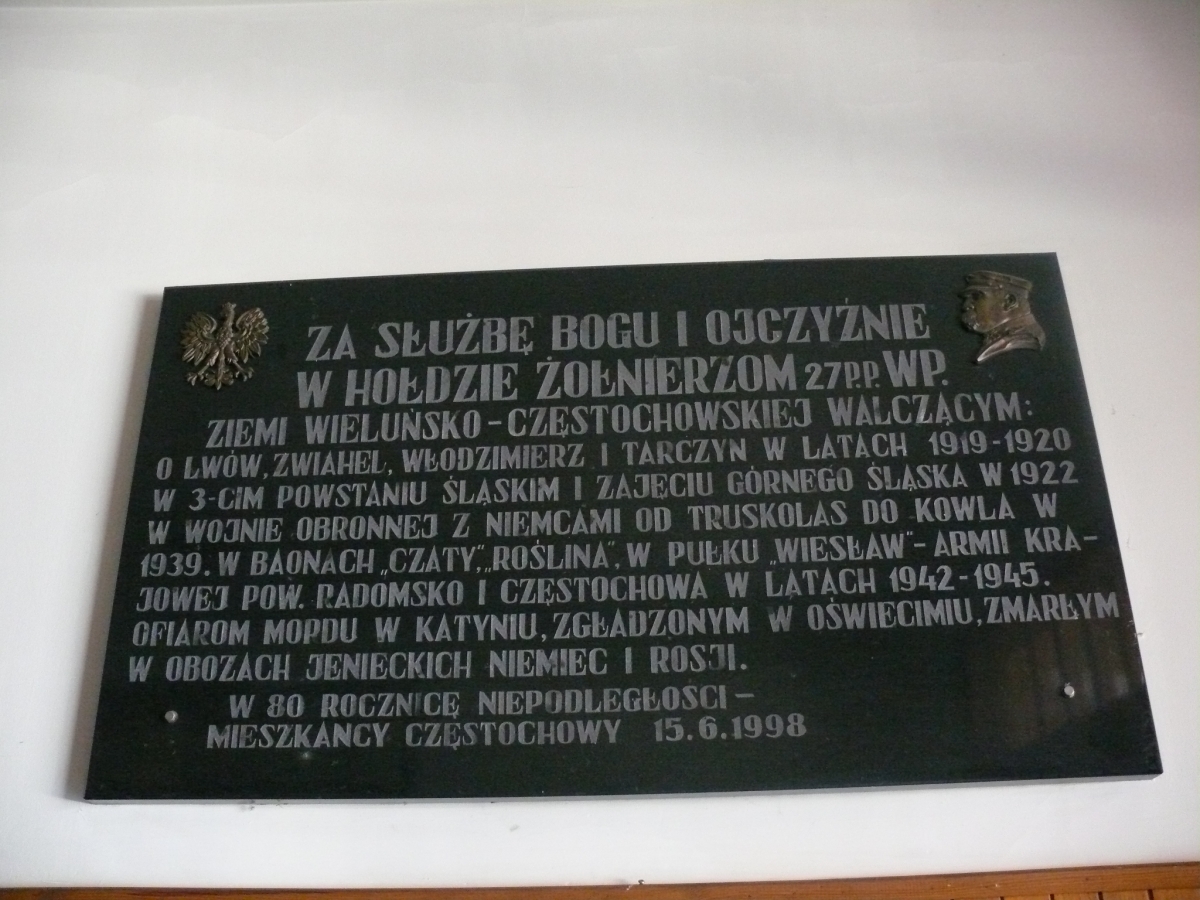 ZA SŁUŻBĘ BOGU I OJCZYŹNIE
W HOŁDZIE ŻOŁNIERZOM 27P.P. WP.
ZIEMI WIELUŃSKO-CZĘSTOCHOWSKIEJ WALCZĄCYM:
O LWÓW, ZWIAHEL, WŁODZIMIERZ I TARCZYN W LATACH 1919-1920
W 3-CIM POWSTANIU ŚLĄSKIM I ZAJĘCIU GÓRNEGO ŚLĄSKA W 1922
W WOJNIE OBRONNEJ Z NIEMCAMI OD TRUSKOLAS DO KOWLA W
1939. W BAONACH „CZATY”, „ROŚLINA”, W PUŁKU „WIESŁAW”- ARMII KRA-
JOWEJ POW. RADOMSKO I CZĘSTOCHOWA W LATACH 1942-1945.
OFIAROM MOPDU W KATYNIU, ZGŁADZONYM W OŚWIĘCIMIU, ZMARŁYM
W OBOZACH JENIECKICH NIEMIEC I ROSJI.
W 80 ROCZNICĘ NIEPODLEGŁOŚCI –
MIESZKAŃCY CZĘSTOCHOWY 15.6.1998